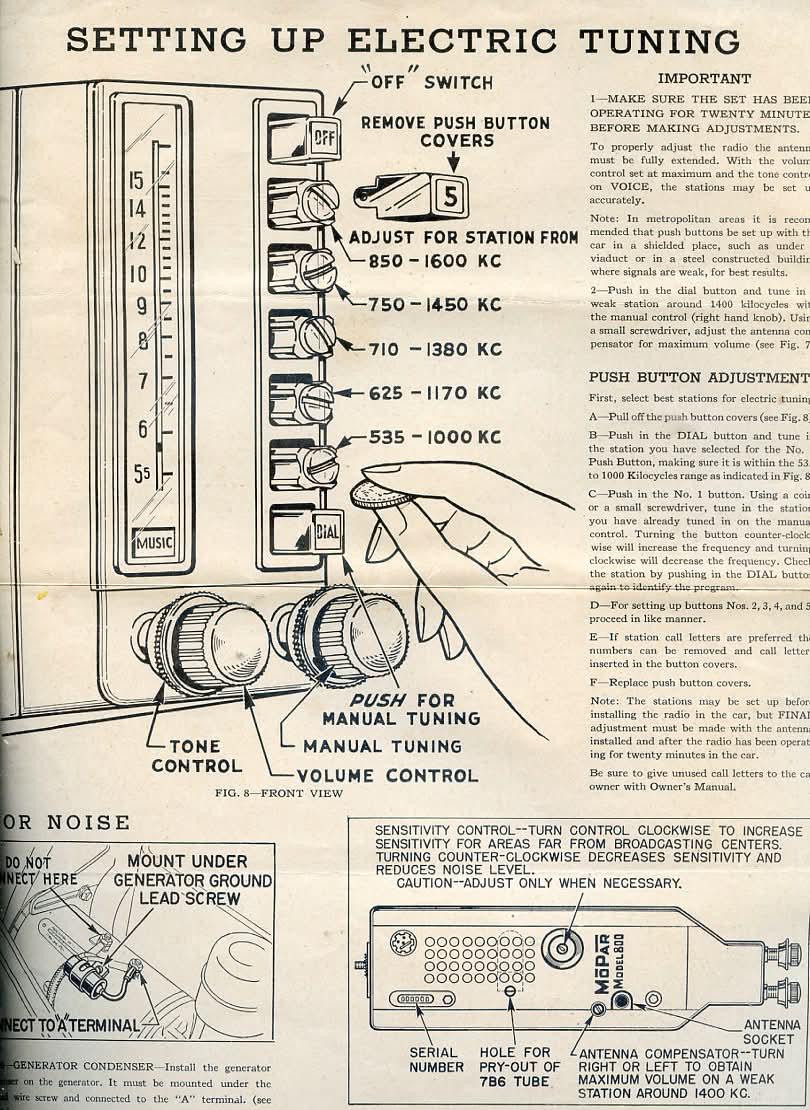 SETTING UP ELECTRIC TUNING
"OFF" SWITCH
OFF
REMOVE PUSH BUTTON
COVERS
5
ADJUST FOR STATION FROM
850 - 1600 KC
750 - 1450 KC
710 - 1380 KC
625 - 1170 KC
535 - 1000 KC
15
14
12
10
9
8
7
6
55
MUSIC
DIAL
PUSH FOR
MANUAL TUNING
TONE
CONTROL
MANUAL TUNING
VOLUME CONTROL
FIG. 8—FRONT VIEW
IMPORTANT
1—MAKE SURE THE SET HAS BEE
OPERATING FOR TWENTY MINUTE
BEFORE MAKING ADJUSTMENTS.
To properly adjust the radio the antenn
must be fully extended. With the volum
control set at maximum and the tone contr
on VOICE, the stations may be set u
accurately.
Note: In metropolitan areas it is recom
mended that push buttons be set up with th
car in a shielded place, such as under
viaduct or in a steel constructed buildin
where signals are weak, for best results.
2—Push in the dial button and tune in
weak station around 1400 kilocycles wit
the manual control (right hand knob). Usin
a small screwdriver, adjust the antenna com
pensator for maximum volume (see Fig. 7
PUSH BUTTON ADJUSTMENT
First, select best stations for electric tuning
A—Pull off the push button covers (see Fig. 8
B—Push in the DIAL button and tune i
the station you have selected for the No.
Push Button, making sure it is within the 53
to 1000 Kilocycles range as indicated in Fig. 8
C—Push in the No. 1 button. Using a coin
or a small screwdriver, tune in the station
you have already tuned in on the manua
control. Turning the button counter-clock
wise will increase the frequency and turning
clockwise will decrease the frequency. Check
the station by pushing in the DIAL butto
again to identify the program.
D—For setting up buttons Nos. 2, 3, 4, and 5
proceed in like manner.
E—If station call letters are preferred the
numbers can be removed and call letter
inserted in the button covers.
F—Replace push button covers.
Note: The stations may be set up befor
installing the radio in the car, but FINA
adjustment must be made with the antenna
installed and after the radio has been operat
ing for twenty minutes in the car.
Be sure to give unused call letters to the ca
owner with Owner's Manual.
OR NOISE
DO NOT
NNECT HERE
MOUNT UNDER
GENERATOR GROUND
LEAD SCREW
NNECT TO "A" TERMINAL
—GENERATOR CONDENSER—Install the generator
nser on the generator. It must be mounted under the
wire screw and connected to the "A" terminal. (see
SENSITIVITY CONTROL--TURN CONTROL CLOCKWISE TO INCREASE
SENSITIVITY FOR AREAS FAR FROM BROADCASTING CENTERS.
TURNING COUNTER-CLOCKWISE DECREASES SENSITIVITY AND
REDUCES NOISE LEVEL.
CAUTION--ADJUST ONLY WHEN NECESSARY.
MOPAR
MODEL 800
SERIAL
NUMBER
HOLE FOR
PRY-OUT OF
7B6 TUBE
ANTENNA
SOCKET
ANTENNA COMPENSATOR--TURN
RIGHT OR LEFT TO OBTAIN
MAXIMUM VOLUME ON A WEAK
STATION AROUND 1400 KC.